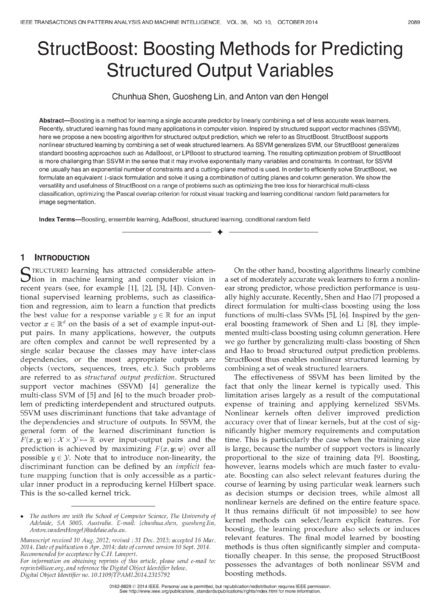 IEEE TRANSACTIONS ON PATTERN ANALYSIS AND MACHINE INTELLIGENCE, VOL. 36, NO. 10, OCTOBER 2014 2089
StructBoost: Boosting Methods for Predicting
Structured Output Variables
Chunhua Shen, Guosheng Lin, and Anton van den Hengel
Abstract—Boosting is a method for learning a single accurate predictor by linearly combining a set of less accurate weak learners.
Recently, structured learning has found many applications in computer vision. Inspired by structured support vector machines (SSVM),
here we propose a new boosting algorithm for structured output prediction, which we refer to as StructBoost. StructBoost supports
nonlinear structured learning by combining a set of weak structured learners. As SSVM generalizes SVM, our StructBoost generalizes
standard boosting approaches such as AdaBoost, or LPBoost to structured learning. The resulting optimization problem of StructBoost
is more challenging than SSVM in the sense that it may involve exponentially many variables and constraints. In contrast, for SSVM
one usually has an exponential number of constraints and a cutting-plane method is used. In order to efficiently solve StructBoost, we
formulate an equivalent 1-slack formulation and solve it using a combination of cutting planes and column generation. We show the
versatility and usefulness of StructBoost on a range of problems such as optimizing the tree loss for hierarchical multi-class
classification, optimizing the Pascal overlap criterion for robust visual tracking and learning conditional random field parameters for
image segmentation.
Index Terms—Boosting, ensemble learning, AdaBoost, structured learning, conditional random field
1 INTRODUCTION
STRUCTURED learning has attracted considerable atten-
tion in machine learning and computer vision in
recent years (see, for example [1], [2], [3], [4]). Conven-
tional supervised learning problems, such as classifica-
tion and regression, aim to learn a function that predicts
the best value for a response variable y ∈ ℝ for an input
vector x ∈ ℝᵈ on the basis of a set of example input-out-
put pairs. In many applications, however, the outputs
are often complex and cannot be well represented by a
single scalar because the classes may have inter-class
dependencies, or the most appropriate outputs are
objects (vectors, sequences, trees, etc.). Such problems
are referred to as structured output prediction. Structured
support vector machines (SSVM) [4] generalize the
multi-class SVM of [5] and [6] to the much broader prob-
lem of predicting interdependent and structured outputs.
SSVM uses discriminant functions that take advantage of
the dependencies and structure of outputs. In SSVM, the
general form of the learned discriminant function is
F(x, y; w) : X × Y ↦ ℝ over input-output pairs and the
prediction is achieved by maximizing F(x, y; w) over all
possible y ∈ Y. Note that to introduce non-linearity, the
discriminant function can be defined by an implicit fea-
ture mapping function that is only accessible as a partic-
ular inner product in a reproducing kernel Hilbert space.
This is the so-called kernel trick.
• The authors are with the School of Computer Science, The University of
Adelaide, SA 5005, Australia. E-mail: {chunhua.shen, guosheng.lin,
Anton.vandenHengel}@adelaide.edu.au.
Manuscript received 10 Aug. 2012; revised : 31 Dec. 2013; accepted 16 Mar.
2014. Date of publication 6 Apr. 2014; date of current version 10 Sept. 2014.
Recommended for acceptance by C.H. Lampert.
For information on obtaining reprints of this article, please send e-mail to:
reprints@ieee.org, and reference the Digital Object Identifier below.
Digital Object Identifier no. 10.1109/TPAMI.2014.2315792
On the other hand, boosting algorithms linearly combine
a set of moderately accurate weak learners to form a nonlin-
ear strong predictor, whose prediction performance is usu-
ally highly accurate. Recently, Shen and Hao [7] proposed a
direct formulation for multi-class boosting using the loss
functions of multi-class SVMs [5], [6]. Inspired by the gen-
eral boosting framework of Shen and Li [8], they imple-
mented multi-class boosting using column generation. Here
we go further by generalizing multi-class boosting of Shen
and Hao to broad structured output prediction problems.
StructBoost thus enables nonlinear structured learning by
combining a set of weak structured learners.
The effectiveness of SSVM has been limited by the
fact that only the linear kernel is typically used. This
limitation arises largely as a result of the computational
expense of training and applying kernelized SSVMs.
Nonlinear kernels often deliver improved prediction
accuracy over that of linear kernels, but at the cost of sig-
nificantly higher memory requirements and computation
time. This is particularly the case when the training size
is large, because the number of support vectors is linearly
proportional to the size of training data [9]. Boosting,
however, learns models which are much faster to evalu-
ate. Boosting can also select relevant features during the
course of learning by using particular weak learners such
as decision stumps or decision trees, while almost all
nonlinear kernels are defined on the entire feature space.
It thus remains difficult (if not impossible) to see how
kernel methods can select/learn explicit features. For
boosting, the learning procedure also selects or induces
relevant features. The final model learned by boosting
methods is thus often significantly simpler and computa-
tionally cheaper. In this sense, the proposed StructBoost
possesses the advantages of both nonlinear SSVM and
boosting methods.
0162-8828 © 2014 IEEE. Personal use is permitted, but republication/redistribution requires IEEE permission.
See http://www.ieee.org/publications_standards/publications/rights/index.html for more information.